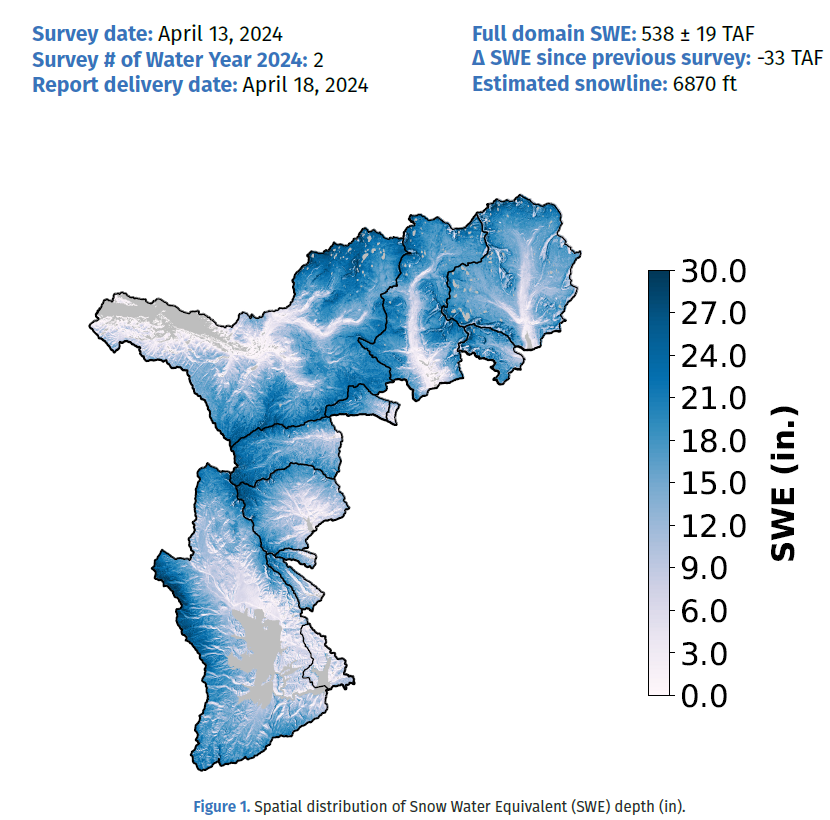 Survey date: April 13, 2024
Survey # of Water Year 2024: 2
Report delivery date: April 18, 2024
Full domain SWE: 538 ± 19 TAF
Δ SWE since previous survey: -33 TAF
Estimated snowline: 6870 ft
30.0
27.0
24.0
21.0
18.0
15.0
12.0
9.0
6.0
3.0
0.0
SWE (in.)
Figure 1. Spatial distribution of Snow Water Equivalent (SWE) depth (in).